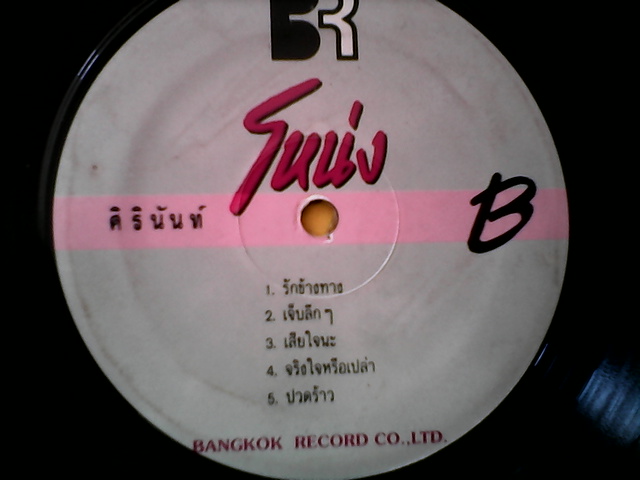 BR
โหน่ง
ศิรินันท์
B
1. รักข้างทาง
2. เจ็บลึก ๆ
3. เสียใจนะ
4. จริงใจหรือเปล่า
5. ปวดร้าว
BANGKOK RECORD CO.,LTD.